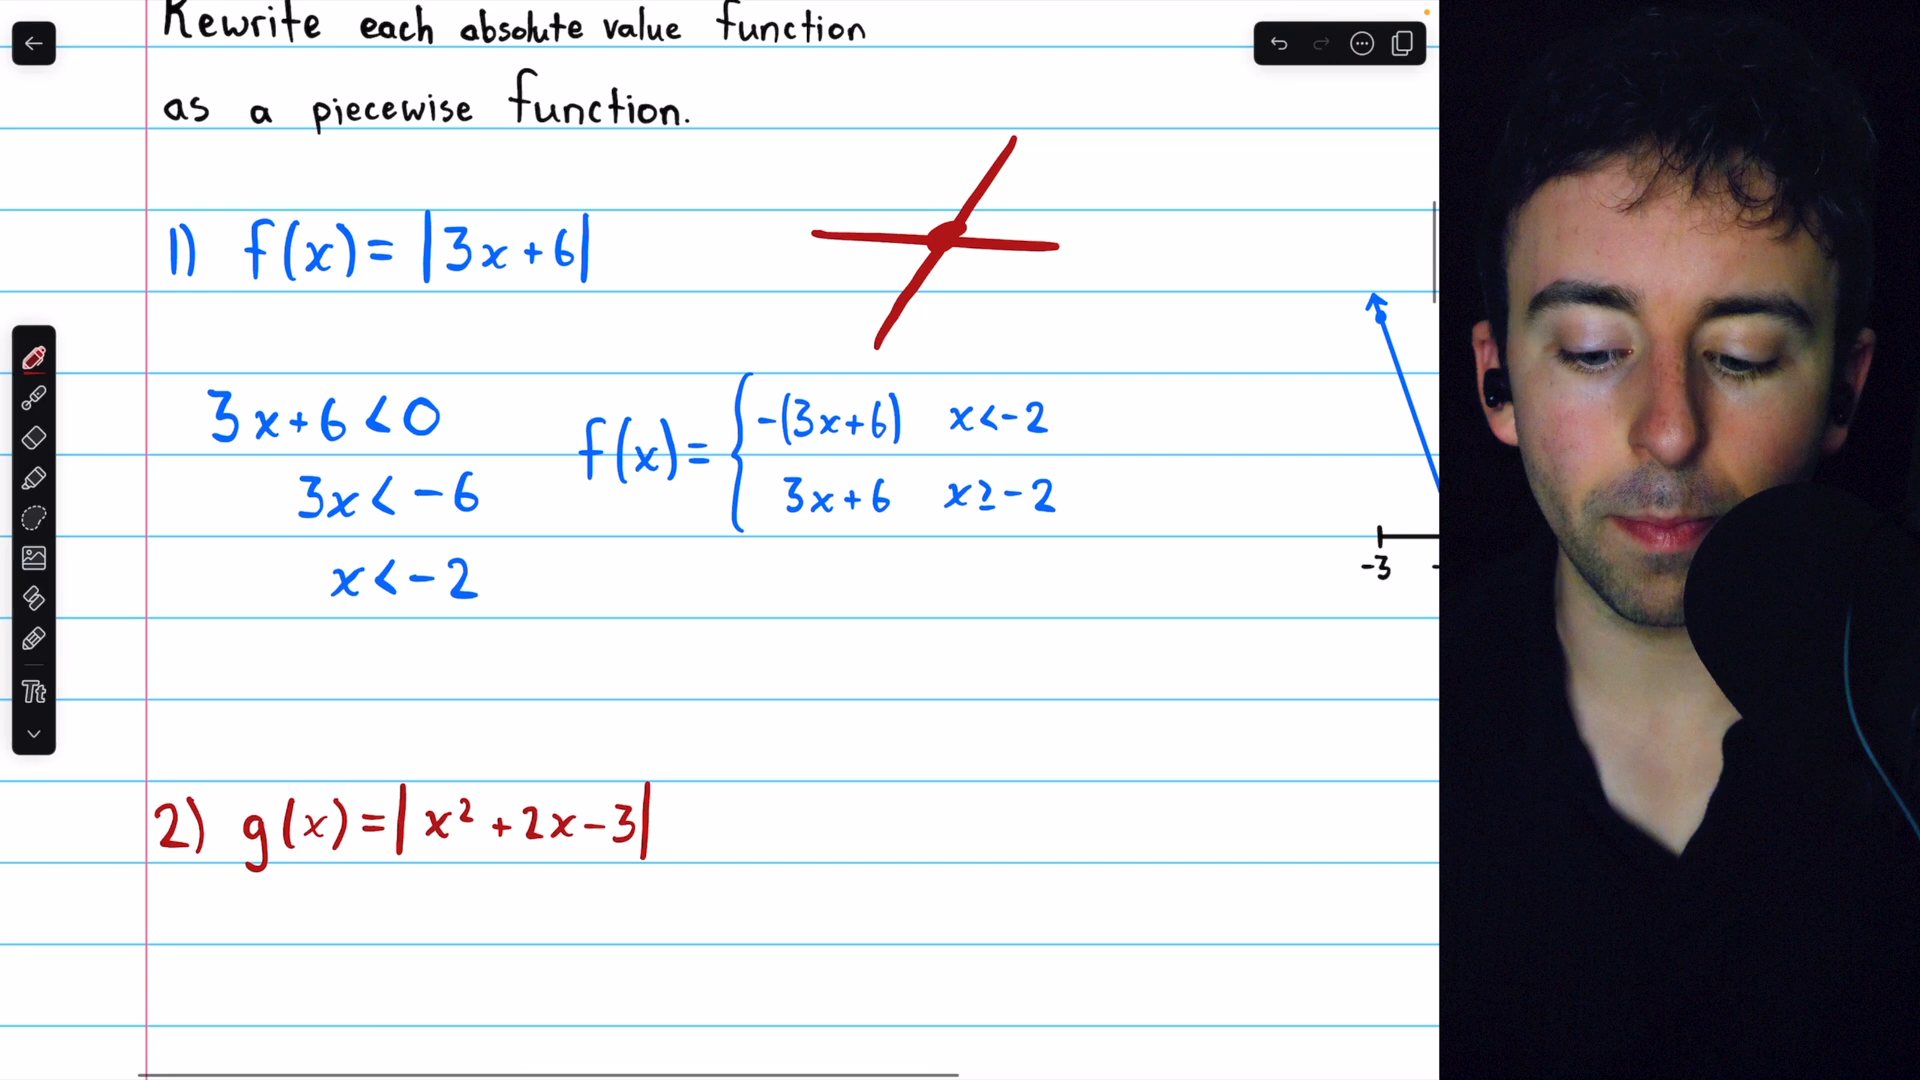 Rewrite each absolute value function
as a piecewise function.
1) f(x) = |3x+6|
3x+6 < 0
3x < -6
x < -2
f(x) = { -(3x+6) x < -2
3x+6 x ≥ -2
-3
2) g(x) = | x² + 2x - 3 |
Tt